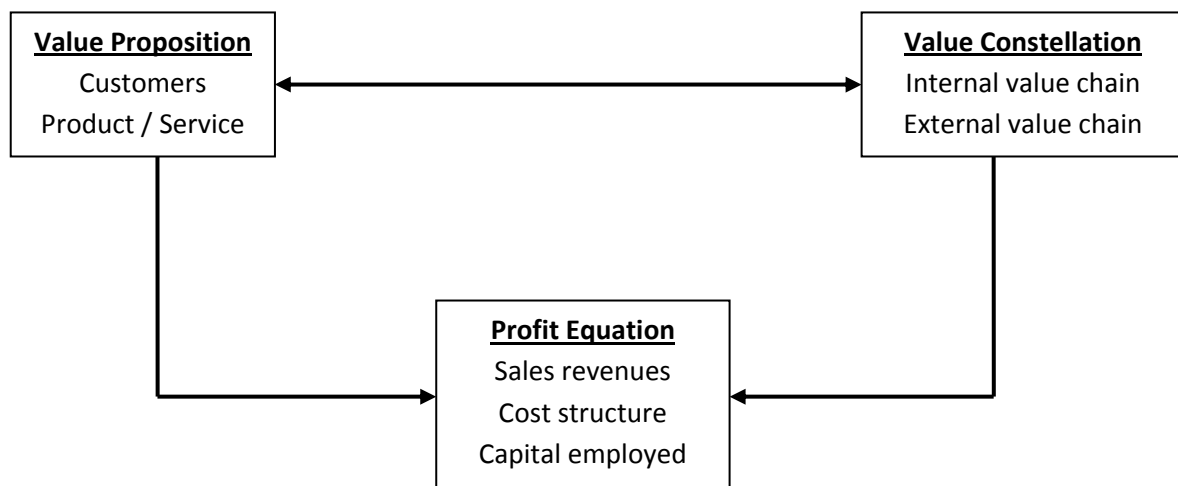 Value Proposition
Customers
Product / Service
Value Constellation
Internal value chain
External value chain
Profit Equation
Sales revenues
Cost structure
Capital employed